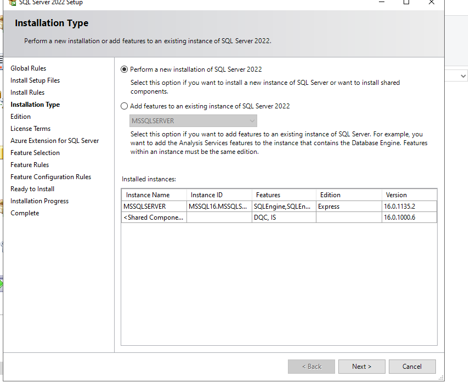 SQL Server 2022 Setup
Installation Type
Perform a new installation or add features to an existing instance of SQL Server 2022.
Global Rules
Install Setup Files
Install Rules
Installation Type
Edition
License Terms
Azure Extension for SQL Server
Feature Selection
Feature Rules
Feature Configuration Rules
Ready to Install
Installation Progress
Complete
Perform a new installation of SQL Server 2022
Select this option if you want to install a new instance of SQL Server or want to install shared
components.
Add features to an existing instance of SQL Server 2022
MSSQLSERVER
Select this option if you want to add features to an existing instance of SQL Server. For example, you
want to add the Analysis Services features to the instance that contains the Database Engine. Features
within an instance must be the same edition.
Installed instances:
Instance Name Instance ID Features Edition Version
MSSQLSERVER MSSQL16.MSSQLS... SQLEngine,SQLEn... Express 16.0.1135.2
<Shared Compone... DQC, IS 16.0.1000.6
< Back Next > Cancel